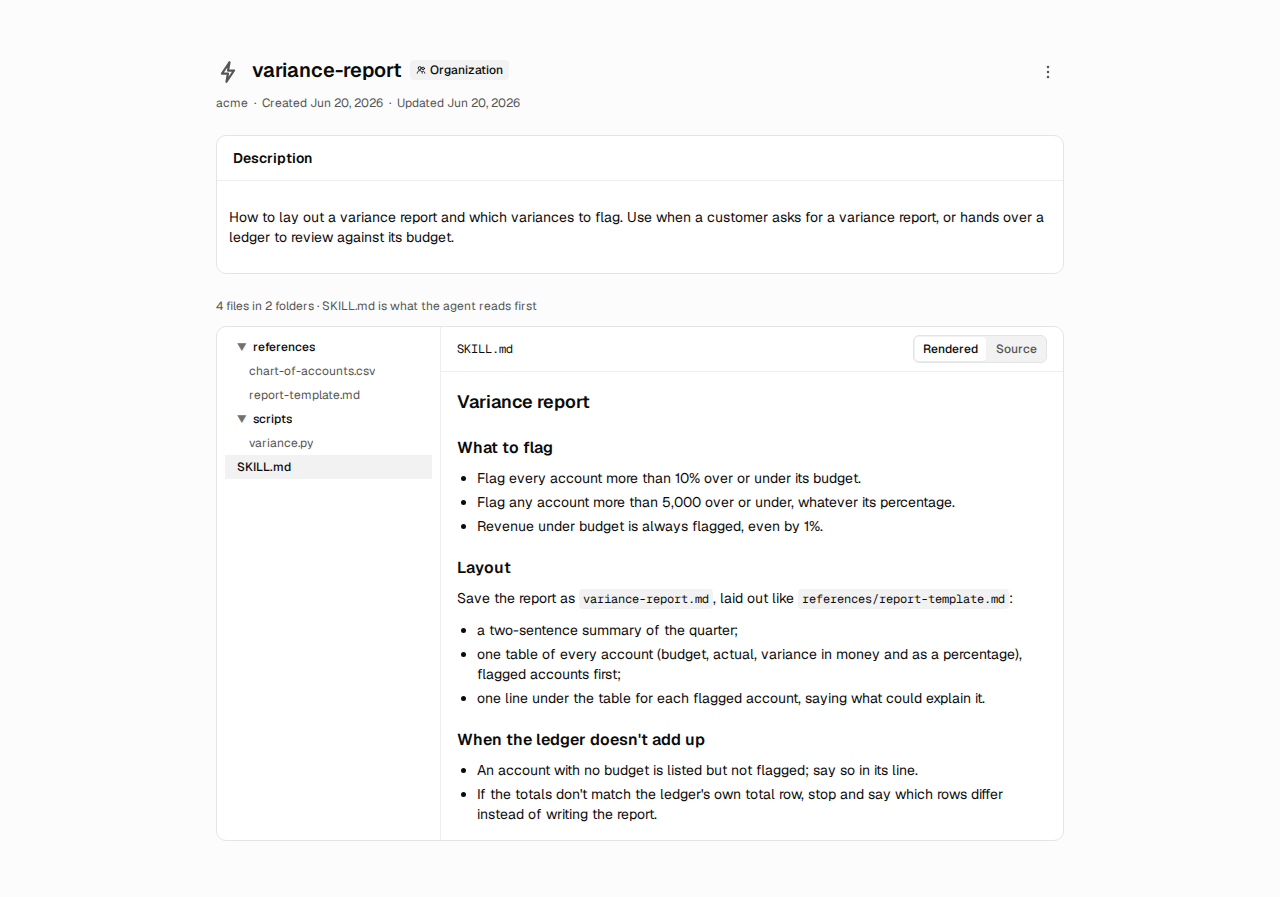 variance-report Organization
acme · Created Jun 20, 2026 · Updated Jun 20, 2026
Description
How to lay out a variance report and which variances to flag. Use when a customer asks for a variance report, or hands over a
ledger to review against its budget.
4 files in 2 folders · SKILL.md is what the agent reads first
references
chart-of-accounts.csv
report-template.md
scripts
variance.py
SKILL.md
SKILL.md
Rendered Source
Variance report
What to flag
• Flag every account more than 10% over or under its budget.
• Flag any account more than 5,000 over or under, whatever its percentage.
• Revenue under budget is always flagged, even by 1%.
Layout
Save the report as variance-report.md, laid out like references/report-template.md:
• a two-sentence summary of the quarter;
• one table of every account (budget, actual, variance in money and as a percentage),
flagged accounts first;
• one line under the table for each flagged account, saying what could explain it.
When the ledger doesn't add up
• An account with no budget is listed but not flagged; say so in its line.
• If the totals don't match the ledger's own total row, stop and say which rows differ
instead of writing the report.